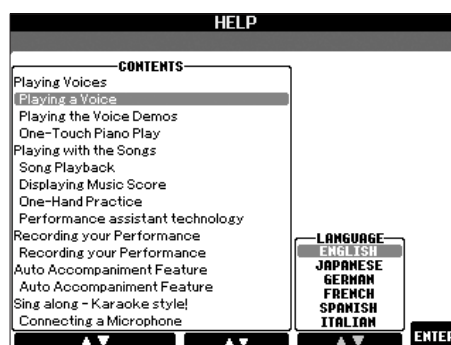 HELP
CONTENTS
Playing Voices
Playing a Voice
Playing the Voice Demos
One-Touch Piano Play
Playing with the Songs
Song Playback
Displaying Music Score
One-Hand Practice
Performance assistant technology
Recording your Performance
Recording your Performance
Auto Accompaniment Feature
Auto Accompaniment Feature
Sing along - Karaoke style!
Connecting a Microphone
LANGUAGE
ENGLISH
JAPANESE
GERMAN
FRENCH
SPANISH
ITALIAN
ENTER